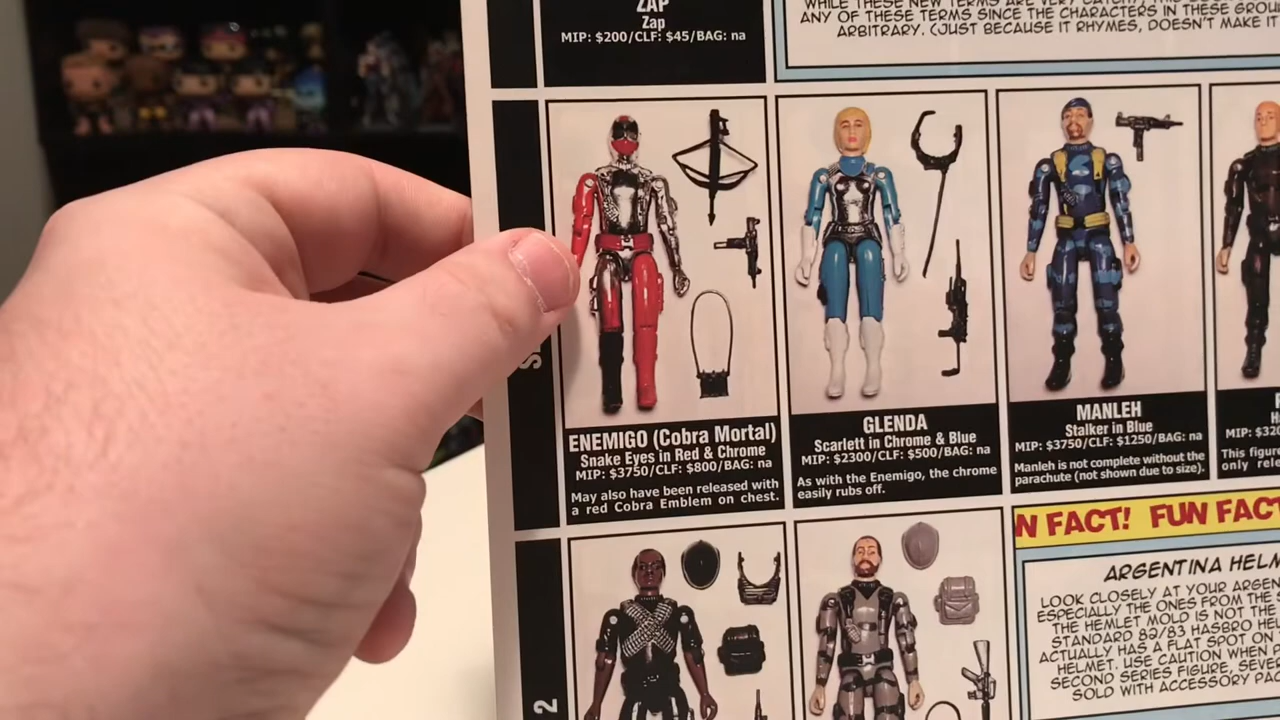 ZAP
Zap
MIP: $200/CLF: $45/BAG: na
WHILE THESE NEW TERMS ARE VERY CATCHY,
ANY OF THESE TERMS SINCE THE CHARACTERS IN THESE
ARBITRARY. (JUST BECAUSE IT RHYMES, DOESN'T MAKE IT
ENEMIGO (Cobra Mortal)
Snake Eyes in Red & Chrome
MIP: $3750/CLF: $800/BAG: na
May also have been released with
a red Cobra Emblem on chest.
GLENDA
Scarlett in Chrome & Blue
MIP: $2300/CLF: $500/BAG: na
As with the Enemigo, the chrome
easily rubs off.
MANLEH
Stalker in Blue
MIP: $3750/CLF: $1250/BAG: na
Manleh is not complete without the
parachute (not shown due to size).
MIP: $32
This figur
only rele
N FACT! FUN FACT
ARGENTINA HELM
LOOK CLOSELY AT YOUR ARGEN
ESPECIALLY THE ONES FROM THE
THE HEMLET MOLD IS NOT THE
STANDARD 82/83 HASBRO HEL
ACTUALLY HAS A FLAT SPOT ON
HELMET. USE CAUTION WHEN P
SECOND SERIES FIGURE, SEVE
SOLD WITH ACCESSORY PAC
2